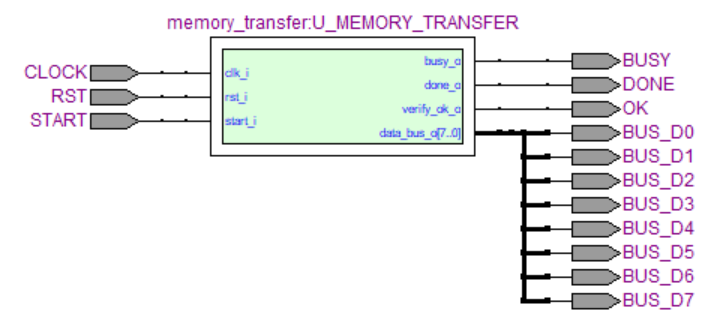 memory_transfer:U_MEMORY_TRANSFER
CLOCK
RST
START
clk_i
rst_i
start_i
busy_o
done_o
verify_ok_o
data_bus_o[7..0]
BUSY
DONE
OK
BUS_D0
BUS_D1
BUS_D2
BUS_D3
BUS_D4
BUS_D5
BUS_D6
BUS_D7